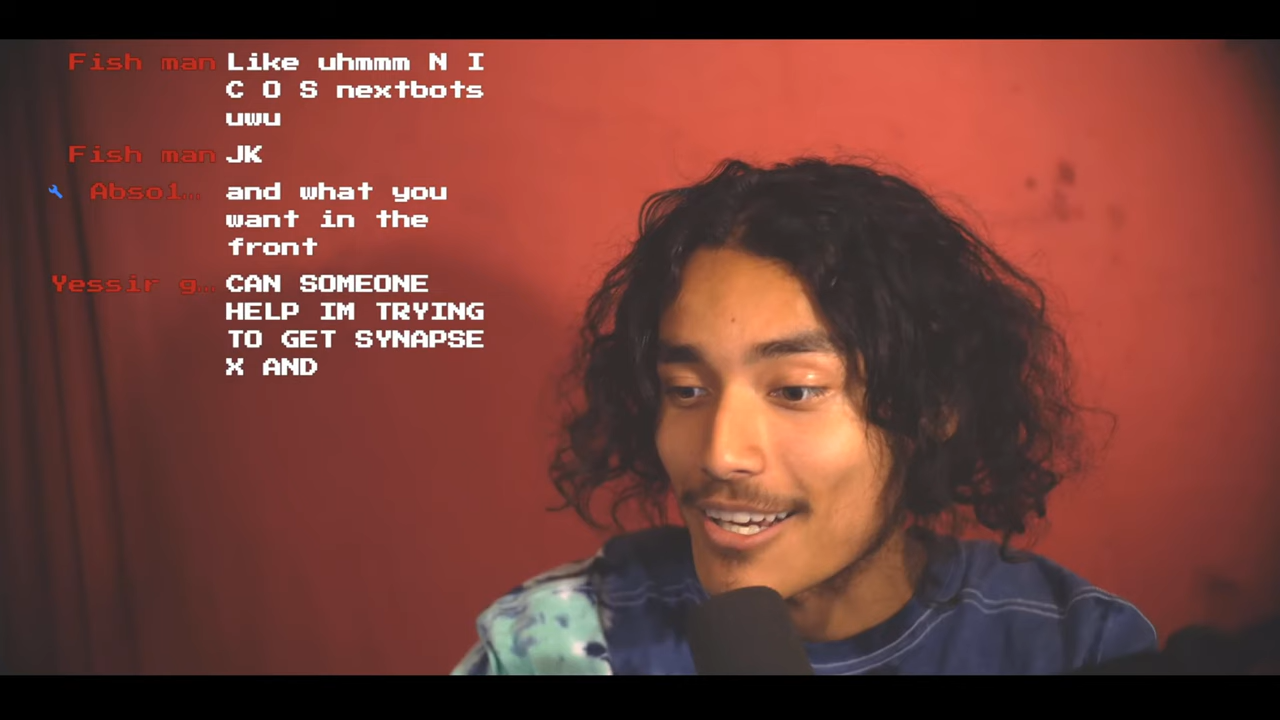 Fish man Like uhmmm N I
C O S nextbots
uwu
Fish man JK
Abso1… and what you
want in the
front
Yessir g… CAN SOMEONE
HELP IM TRYING
TO GET SYNAPSE
X AND